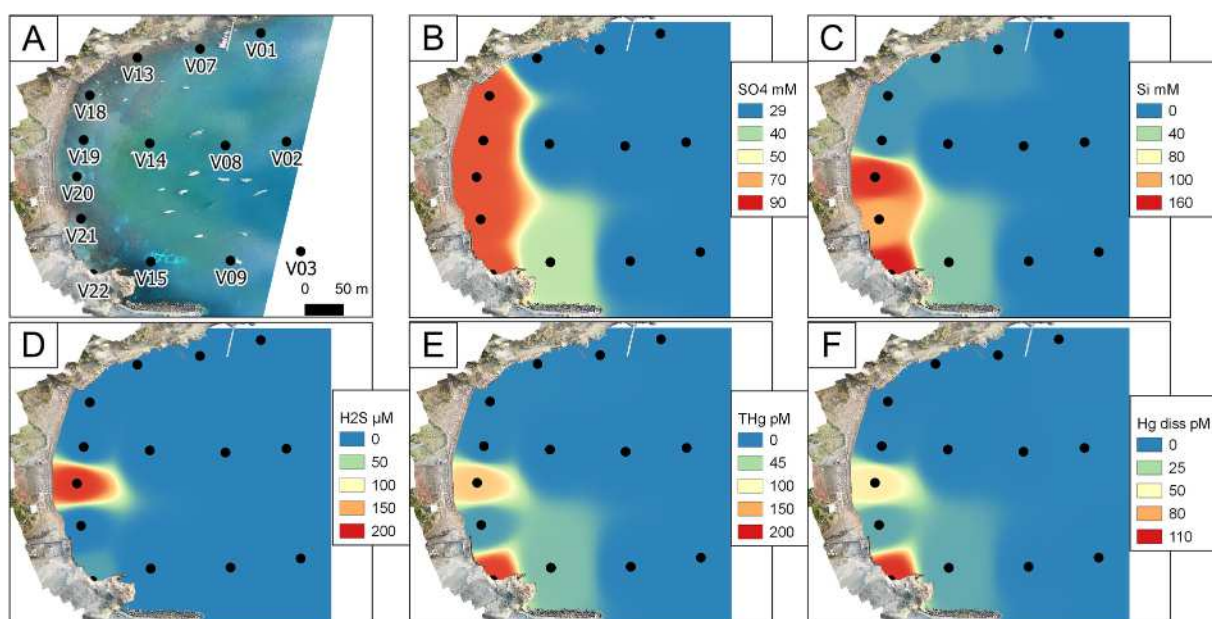 A
V01
V07
V13
V18
V19
V14
V08
V02
V20
V21
V15
V09
V03
V22
0 50 m
B
SO4 mM
29
40
50
70
90
C
Si mM
0
40
80
100
160
D
H2S µM
0
50
100
150
200
E
THg pM
0
45
100
150
200
F
Hg diss pM
0
25
50
80
110